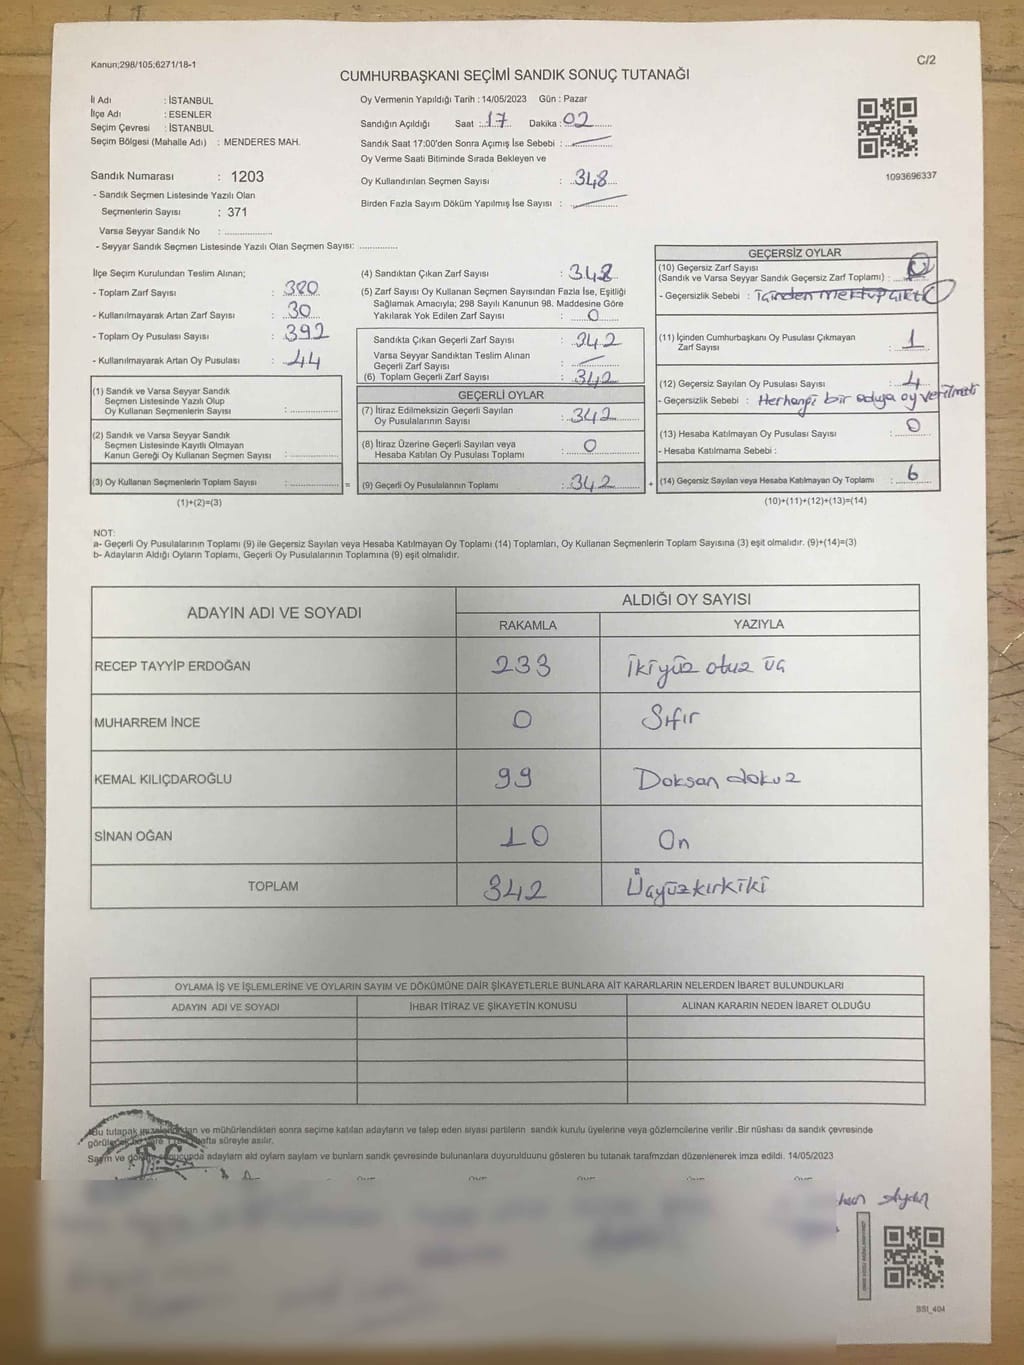 Kanun;298/105;6271/18-1
C/2
CUMHURBAŞKANI SEÇİMİ SANDIK SONUÇ TUTANAĞI
İl Adı : İSTANBUL
İlçe Adı : ESENLER
Seçim Çevresi : İSTANBUL
Seçim Bölgesi (Mahalle Adı) : MENDERES MAH.
Sandık Numarası : 1203
- Sandık Seçmen Listesinde Yazılı Olan
Seçmenlerin Sayısı : 371
Varsa Seyyar Sandık No : ....................
- Seyyar Sandık Seçmen Listesinde Yazılı Olan Seçmen Sayısı: ................
Oy Vermenin Yapıldığı Tarih : 14/05/2023 Gün : Pazar
Sandığın Açıldığı Saat : 17 Dakika : 02
Sandık Saat 17:00'den Sonra Açımış İse Sebebi :
Oy Verme Saati Bitiminde Sırada Bekleyen ve
Oy Kullandırılan Seçmen Sayısı : 348
Birden Fazla Sayım Döküm Yapılmış İse Sayısı :
1093696337
İlçe Seçim Kurulundan Teslim Alınan;
- Toplam Zarf Sayısı : 380
- Kullanılmayarak Artan Zarf Sayısı : 30
- Toplam Oy Pusulası Sayısı : 392
- Kullanılmayarak Artan Oy Pusulası : 44
(1) Sandık ve Varsa Seyyar Sandık
Seçmen Listesinde Yazılı Olup
Oy Kullanan Seçmenlerin Sayısı : ....................
(2) Sandık ve Varsa Seyyar Sandık
Seçmen Listesinde Kayıtlı Olmayan
Kanun Gereği Oy Kullanan Seçmen Sayısı : ....................
(3) Oy Kullanan Seçmenlerin Toplam Sayısı : .................... =
(1)+(2)=(3)
(4) Sandıktan Çıkan Zarf Sayısı : 348
(5) Zarf Sayısı Oy Kullanan Seçmen Sayısından Fazla İse, Eşitliği
Sağlamak Amacıyla; 298 Sayılı Kanunun 98. Maddesine Göre
Yakılarak Yok Edilen Zarf Sayısı : 0
Sandıkta Çıkan Geçerli Zarf Sayısı : 342
Varsa Seyyar Sandıktan Teslim Alınan
Geçerli Zarf Sayısı :
(6) Toplam Geçerli Zarf Sayısı : 342
GEÇERLİ OYLAR
(7) İtiraz Edilmeksizin Geçerli Sayılan
Oy Pusulalarının Sayısı : 342
(8) İtiraz Üzerine Geçerli Sayılan veya
Hesaba Katılan Oy Pusulası Toplamı : 0
(9) Geçerli Oy Pusulalarının Toplamı : 342 +
GEÇERSİZ OYLAR
(10) Geçersiz Zarf Sayısı
(Sandık ve Varsa Seyyar Sandık Geçersiz Zarf Toplamı) :
- Geçersizlik Sebebi : içinden mektup çıktı
(11) İçinden Cumhurbaşkanı Oy Pusulası Çıkmayan
Zarf Sayısı : 1
(12) Geçersiz Sayılan Oy Pusulası Sayısı : 4
- Geçersizlik Sebebi : Herhangi bir adaya oy verilmedi
(13) Hesaba Katılmayan Oy Pusulası Sayısı : 0
- Hesaba Katılmama Sebebi :
(14) Geçersiz Sayılan veya Hesaba Katılmayan Oy Toplamı : 6
(10)+(11)+(12)+(13)=(14)
NOT:
a- Geçerli Oy Pusulalarının Toplamı (9) ile Geçersiz Sayılan veya Hesaba Katılmayan Oy Toplamı (14) Toplamları, Oy Kullanan Seçmenlerin Toplam Sayısına (3) eşit olmalıdır. (9)+(14)=(3)
b- Adayların Aldığı Oyların Toplamı, Geçerli Oy Pusulalarının Toplamına (9) eşit olmalıdır.
ADAYIN ADI VE SOYADI
ALDIĞI OY SAYISI
RAKAMLA YAZIYLA
RECEP TAYYİP ERDOĞAN 233 İkiyüz otuz üç
MUHARREM İNCE 0 Sıfır
KEMAL KILIÇDAROĞLU 99 Doksan dokuz
SİNAN OĞAN 10 On
TOPLAM 342 Üçyüzkırkiki
OYLAMA İŞ VE İŞLEMLERİNE VE OYLARIN SAYIM VE DÖKÜMÜNE DAİR ŞİKAYETLERLE BUNLARA AİT KARARLARIN NELERDEN İBARET BULUNDUKLARI
ADAYIN ADI VE SOYADI İHBAR İTİRAZ VE ŞİKAYETİN KONUSU ALINAN KARARIN NEDEN İBARET OLDUĞU
Bu tutanak ve mühürlendikten sonra seçime katılan adayların ve talep eden siyasi partilerin sandık kurulu üyelerine veya gözlemcilerine verilir .Bir nüshası da sandık çevresinde
hafta süreyle asılır.
Sayım ve adayların ald oyların sayların ve bunların sandık çevresinde bulunanlara duyurulduunu gösteren bu tutanak tarafmzdan düzenlenerek imza edildi. 14/05/2023
T.C.
Aydın
BSI_404